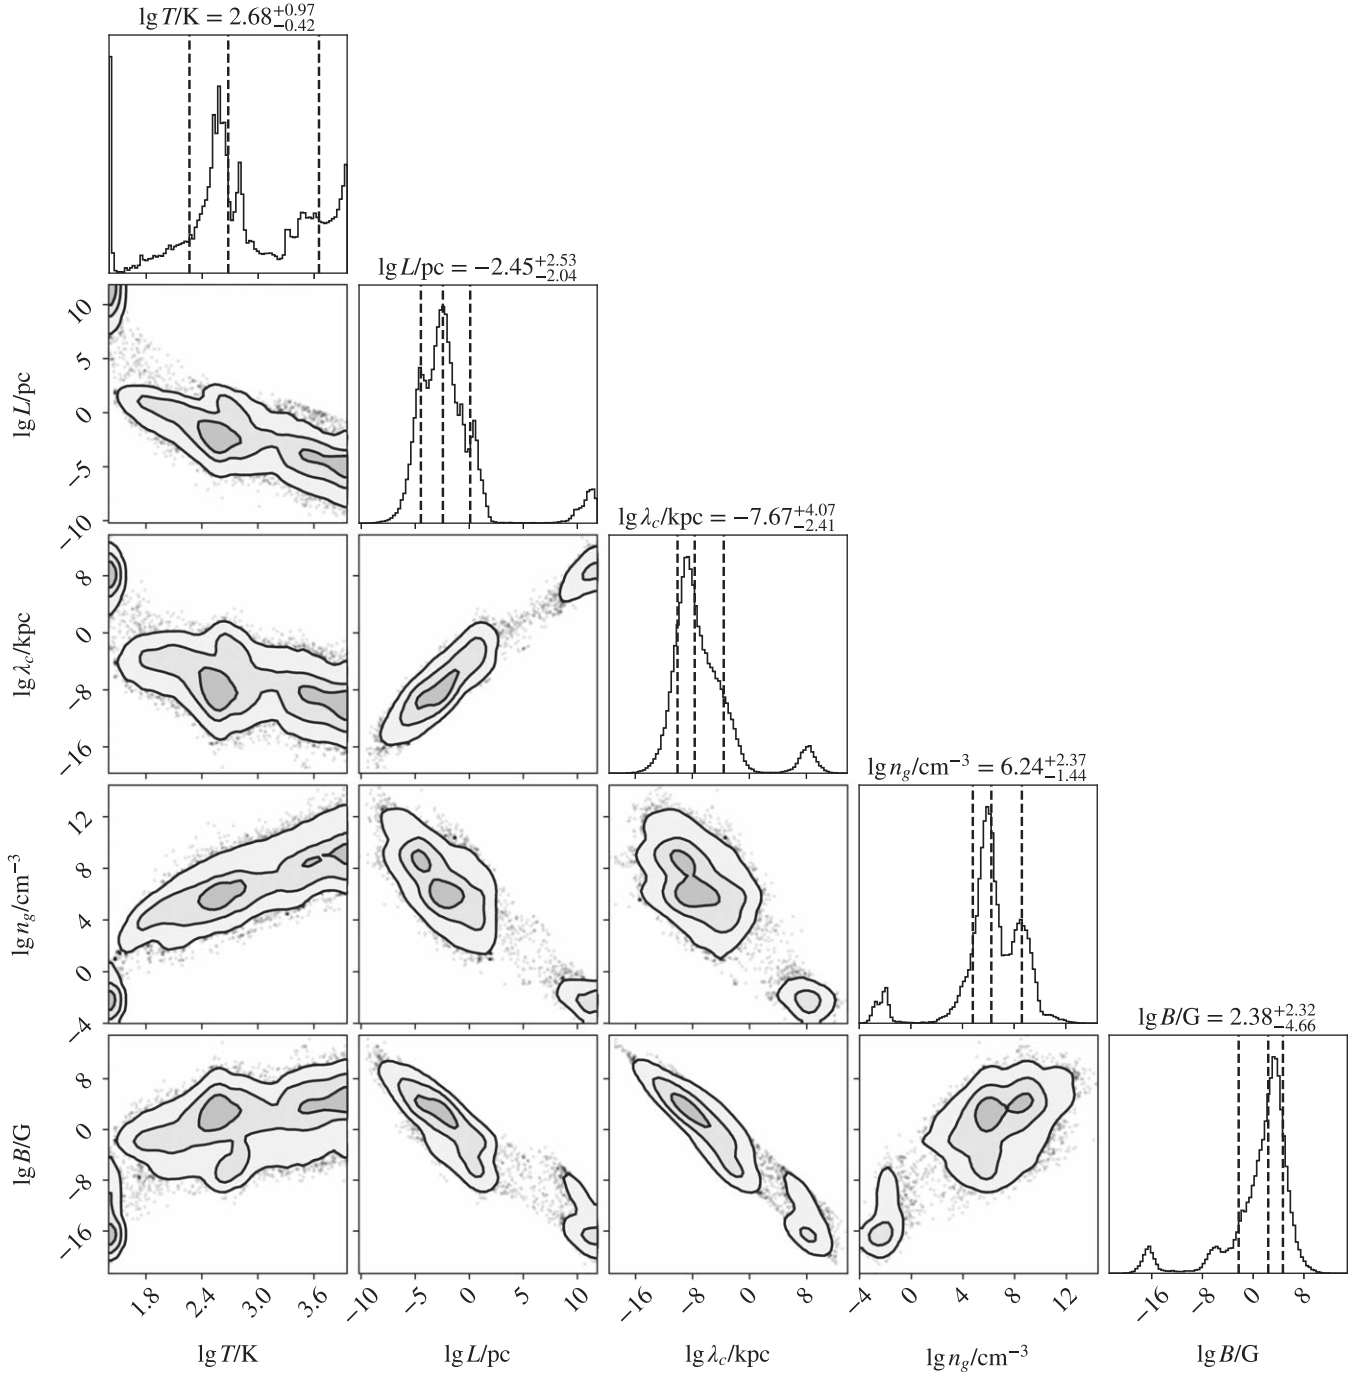 lg T/K = 2.68^{+0.97}_{−0.42}
lg L/pc = −2.45^{+2.53}_{−2.04}
10
5
0
−5
−10
lg L/pc
lg λ_c/kpc = −7.67^{+4.07}_{−2.41}
8
0
−8
−16
lg λ_c/kpc
lg n_g/cm^{−3} = 6.24^{+2.37}_{−1.44}
12
8
4
0
−4
lg n_g/cm^{−3}
lg B/G = 2.38^{+2.32}_{−4.66}
8
0
−8
−16
lg B/G
1.8 2.4 3.0 3.6
−10 −5 0 5 10
−16 −8 0 8
−4 0 4 8 12
−16 −8 0 8
lg T/K
lg L/pc
lg λ_c/kpc
lg n_g/cm^{−3}
lg B/G